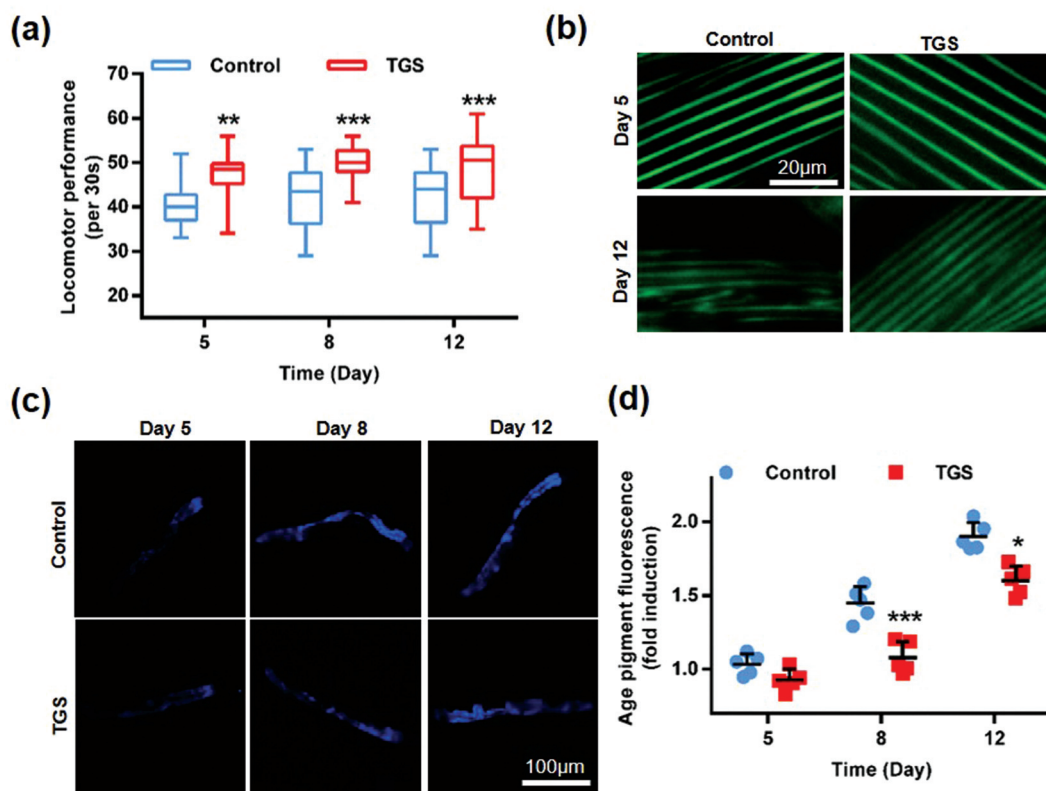 (a)
Control TGS
Locomotor performance
(per 30s)
70
60
50
40
30
20
** *** ***
5 8 12
Time (Day)
(b)
Control TGS
Day 5
Day 12
20µm
(c)
Day 5 Day 8 Day 12
Control
TGS
100µm
(d)
Control TGS
Age pigment fluorescence
(fold induction)
2.0
1.5
1.0
***
*
5 8 12
Time (Day)